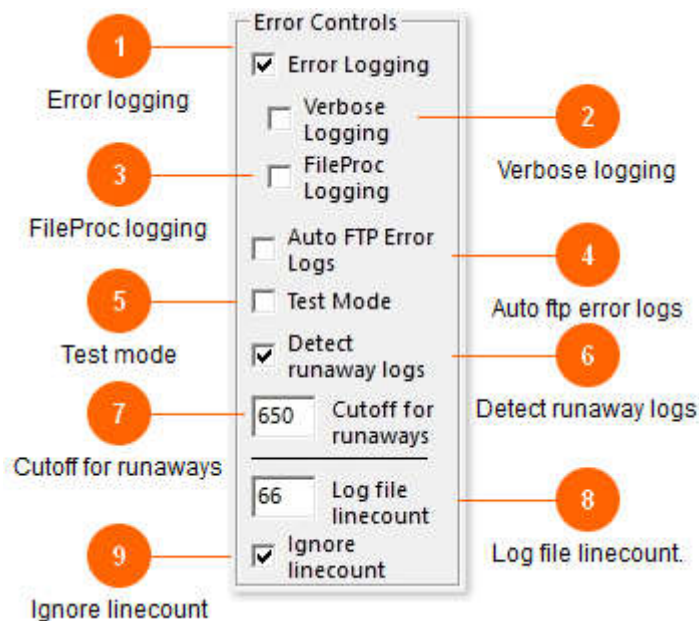 Error Controls
1
Error logging
Error Logging
Verbose
Logging
2
Verbose logging
3
FileProc logging
FileProc
Logging
Auto FTP Error
Logs
4
Auto ftp error logs
5
Test mode
Test Mode
Detect
runaway logs
6
Detect runaway logs
7
Cutoff for runaways
650
Cutoff for
runaways
66
Log file
linecount
8
Log file linecount.
9
Ignore linecount
Ignore
linecount